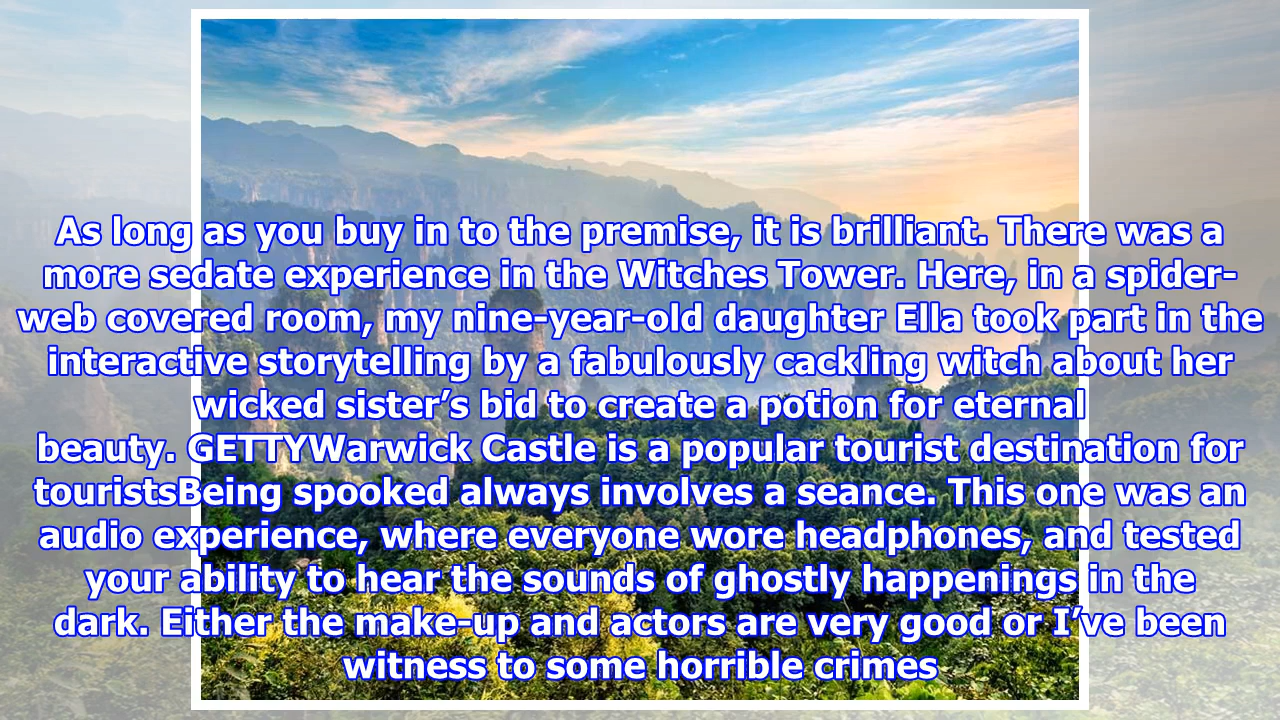 As long as you buy in to the premise, it is brilliant. There was a
more sedate experience in the Witches Tower. Here, in a spider-
web covered room, my nine-year-old daughter Ella took part in the
interactive storytelling by a fabulously cackling witch about her
wicked sister’s bid to create a potion for eternal
beauty. GETTYWarwick Castle is a popular tourist destination for
touristsBeing spooked always involves a seance. This one was an
audio experience, where everyone wore headphones, and tested
your ability to hear the sounds of ghostly happenings in the
dark. Either the make-up and actors are very good or I’ve been
witness to some horrible crimes